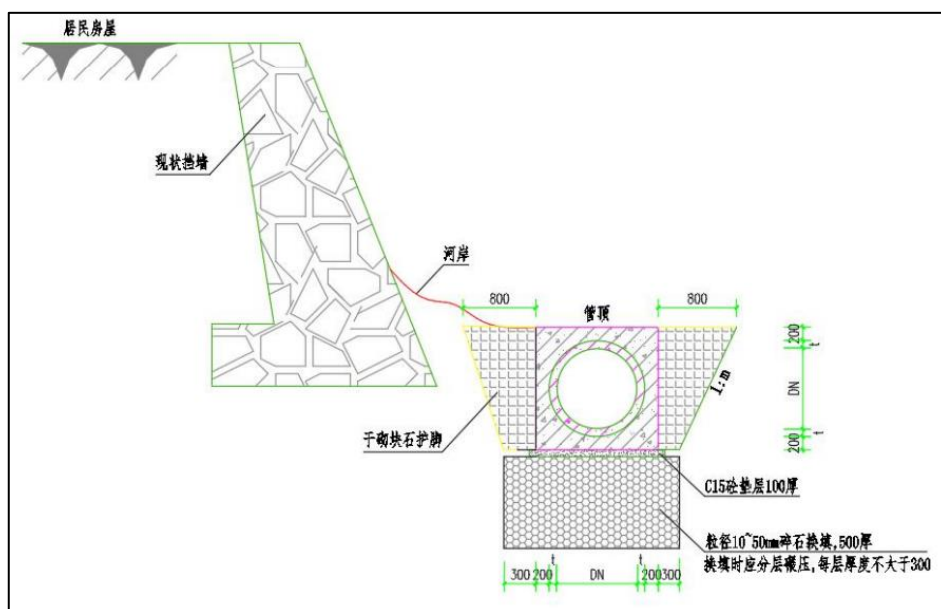 居民房屋
现状挡墙
河岸
800
管顶
800
200
t
DN
t
200
1:m
干砌块石护脚
C15砼垫层100厚
粒径10~50mm碎石换填,500厚
换填时应分层碾压,每层厚度不大于300
t
t
300
200
DN
200
300